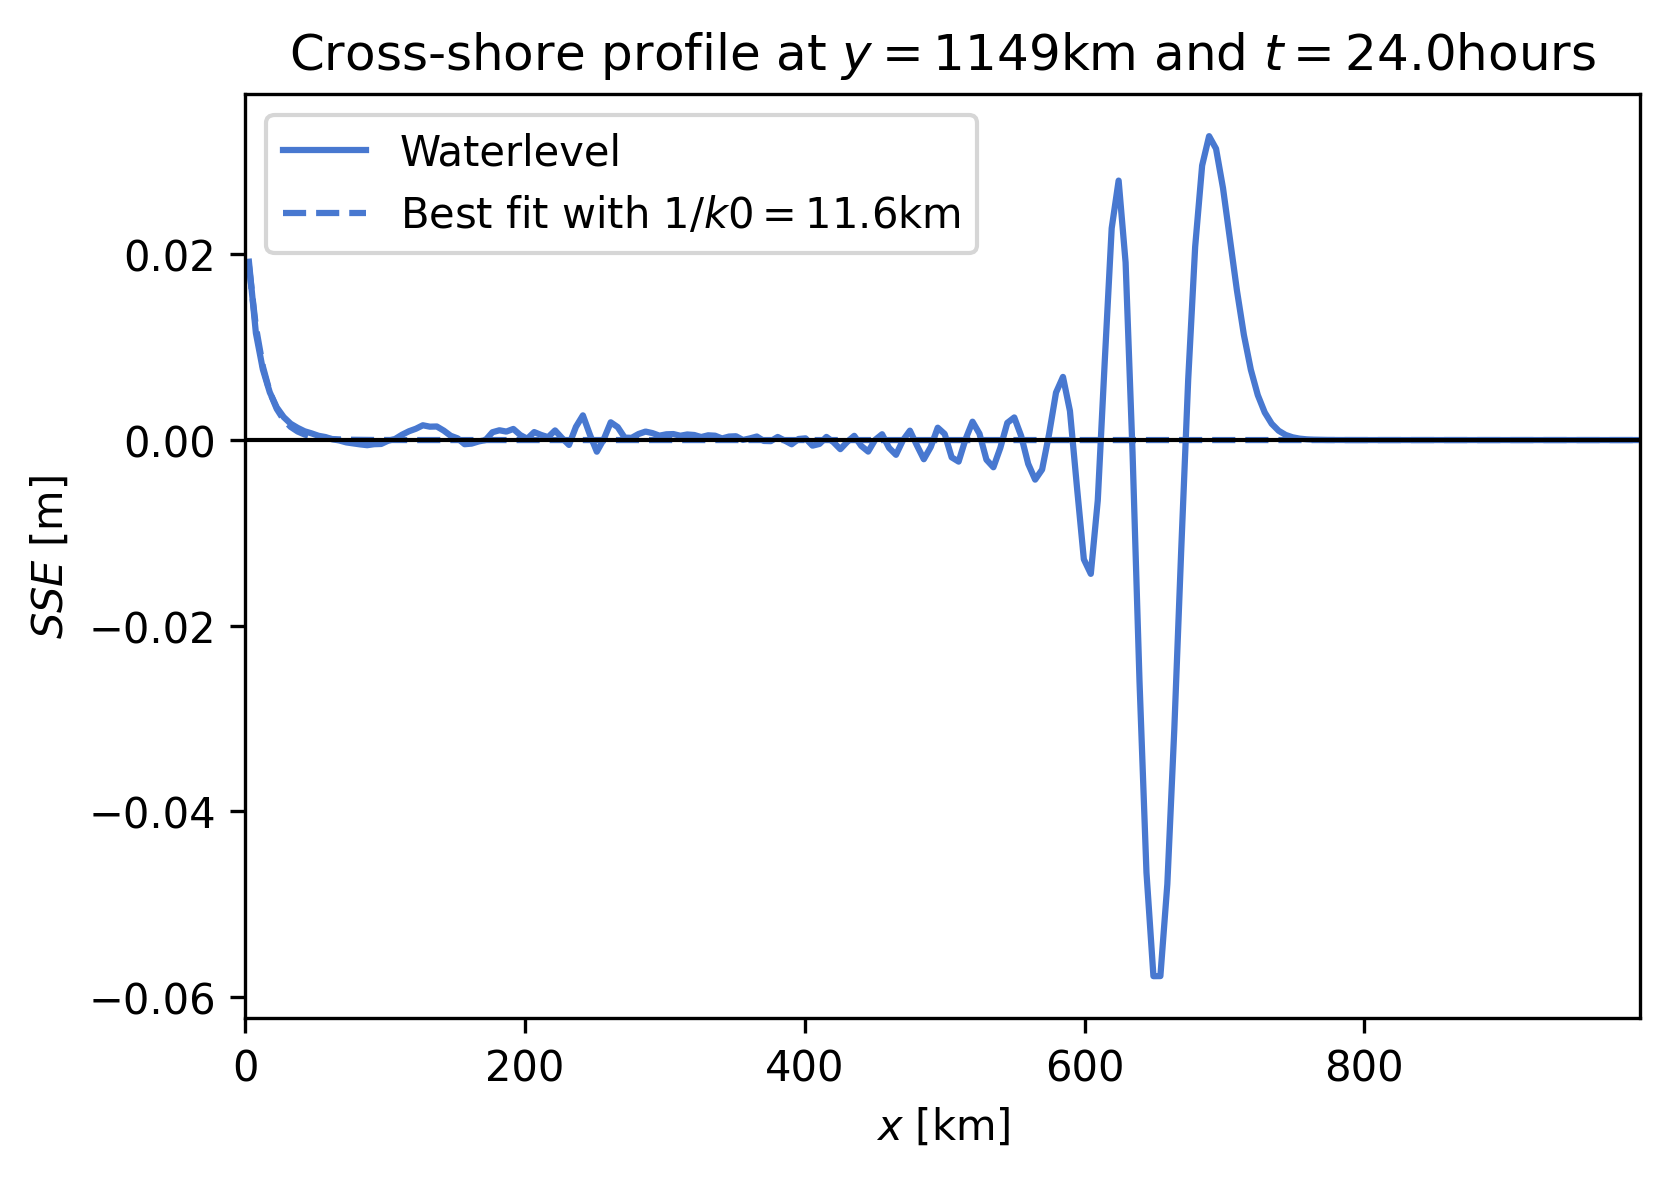 Cross-shore profile at y = 1149km and t = 24.0hours
Waterlevel
Best fit with 1/k0 = 11.6km
0.02
0.00
−0.02
−0.04
−0.06
SSE [m]
0 200 400 600 800
x [km]